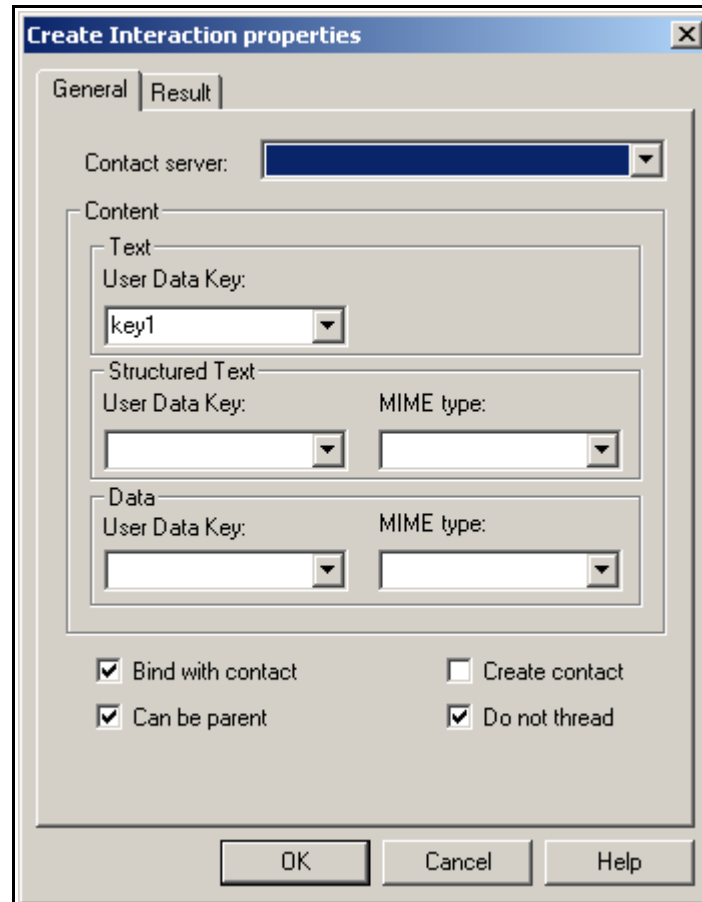 Create Interaction properties
General Result
Contact server:
Content
Text
User Data Key:
key1
Structured Text
User Data Key: MIME type:
Data
User Data Key: MIME type:
Bind with contact Create contact
Can be parent Do not thread
OK Cancel Help